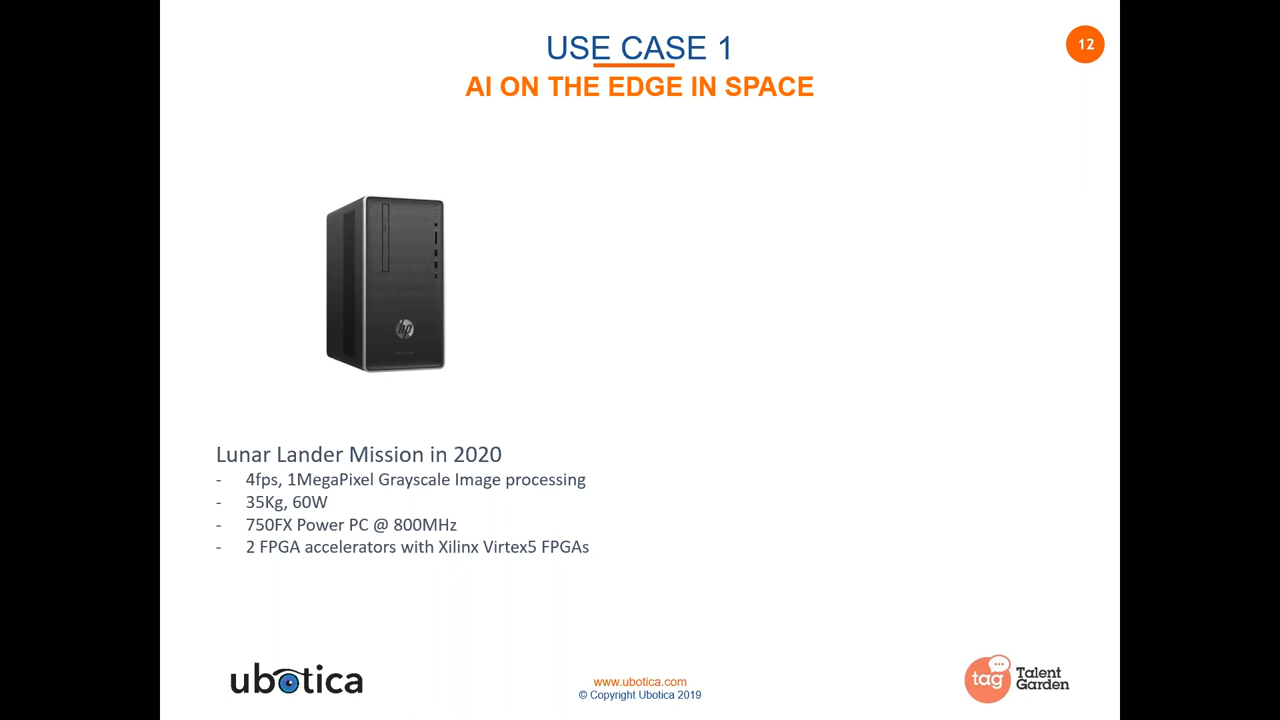 USE CASE 1
12
AI ON THE EDGE IN SPACE
hp
Lunar Lander Mission in 2020
- 4fps, 1MegaPixel Grayscale Image processing
- 35Kg, 60W
- 750FX Power PC @ 800MHz
- 2 FPGA accelerators with Xilinx Virtex5 FPGAs
ubotica
www.ubotica.com
© Copyright Ubotica 2019
tag
Talent
Garden